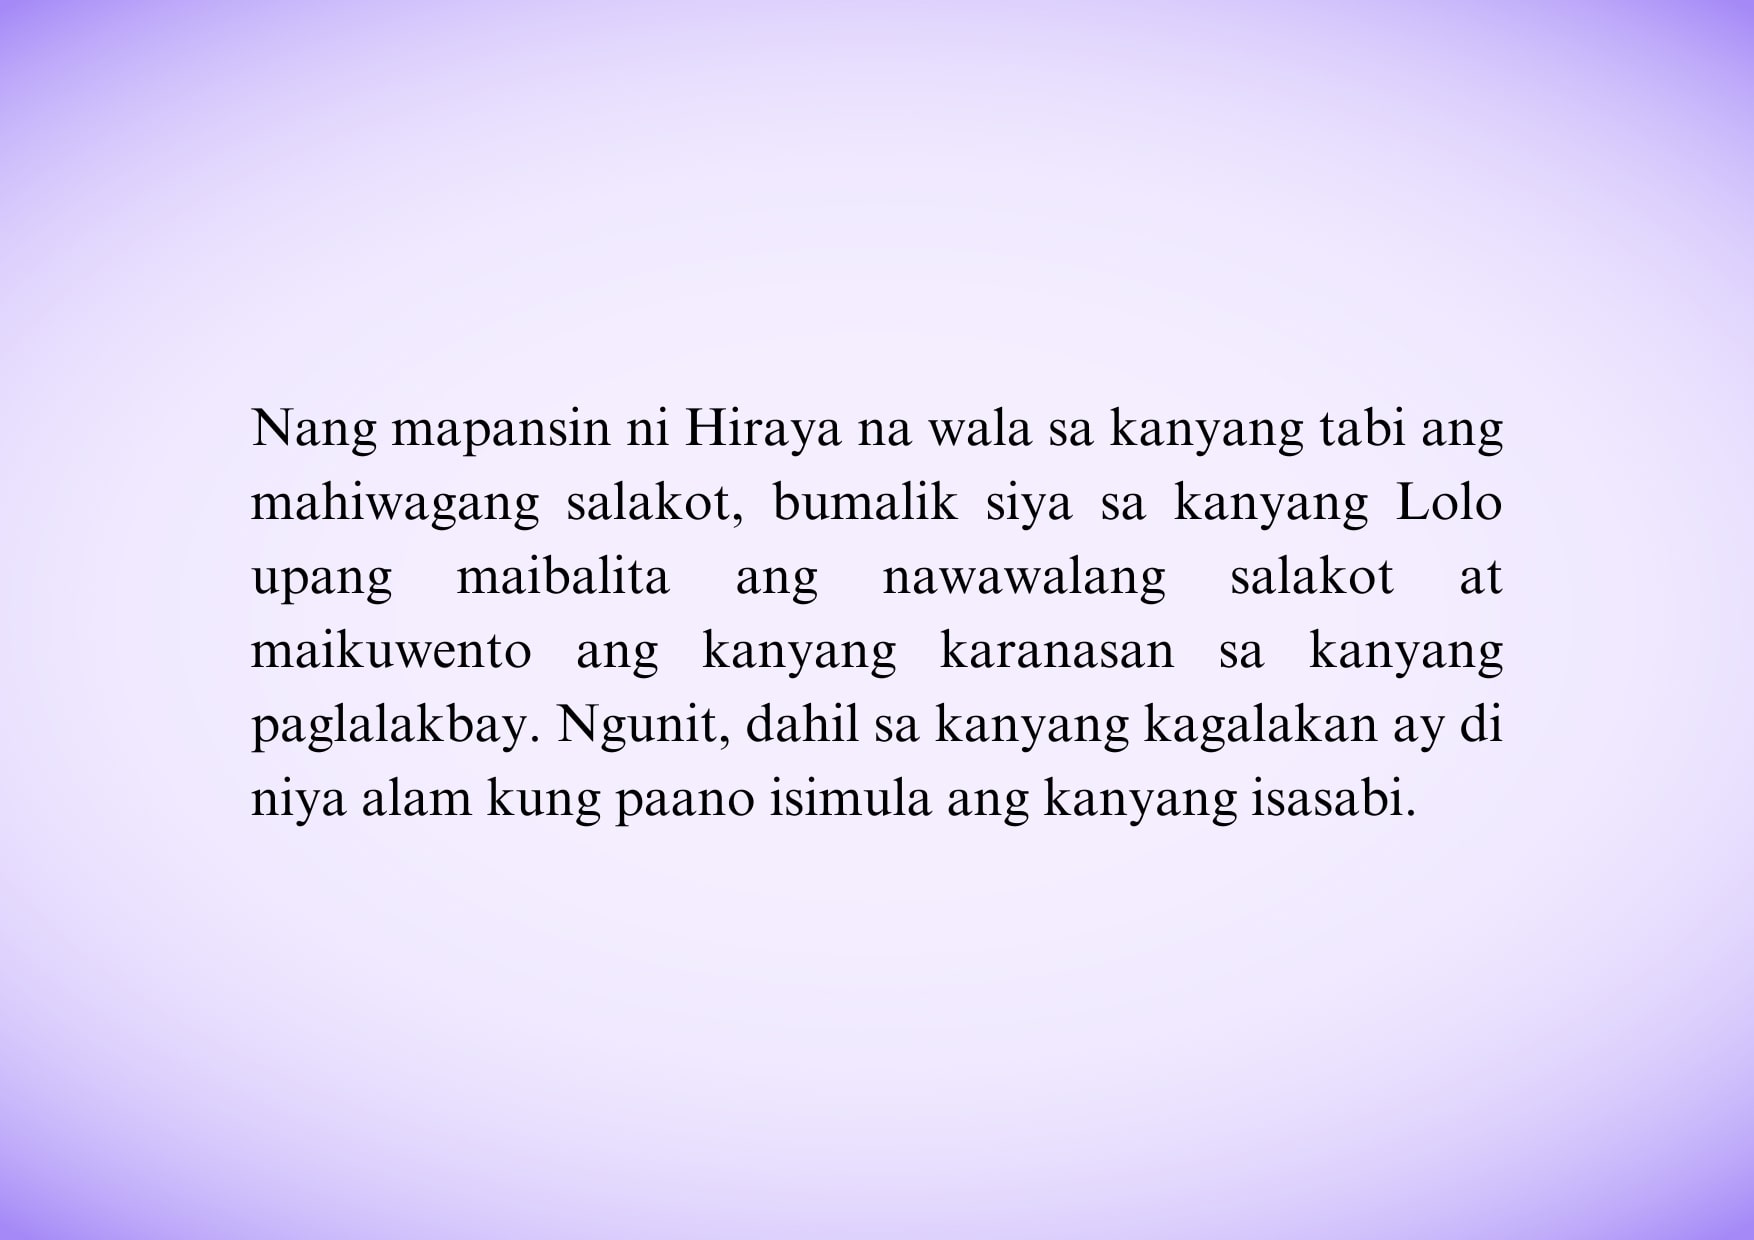 Nang mapansin ni Hiraya na wala sa kanyang tabi ang
mahiwagang salakot, bumalik siya sa kanyang Lolo
upang maibalita ang nawawalang salakot at
maikuwento ang kanyang karanasan sa kanyang
paglalakbay. Ngunit, dahil sa kanyang kagalakan ay di
niya alam kung paano isimula ang kanyang isasabi.